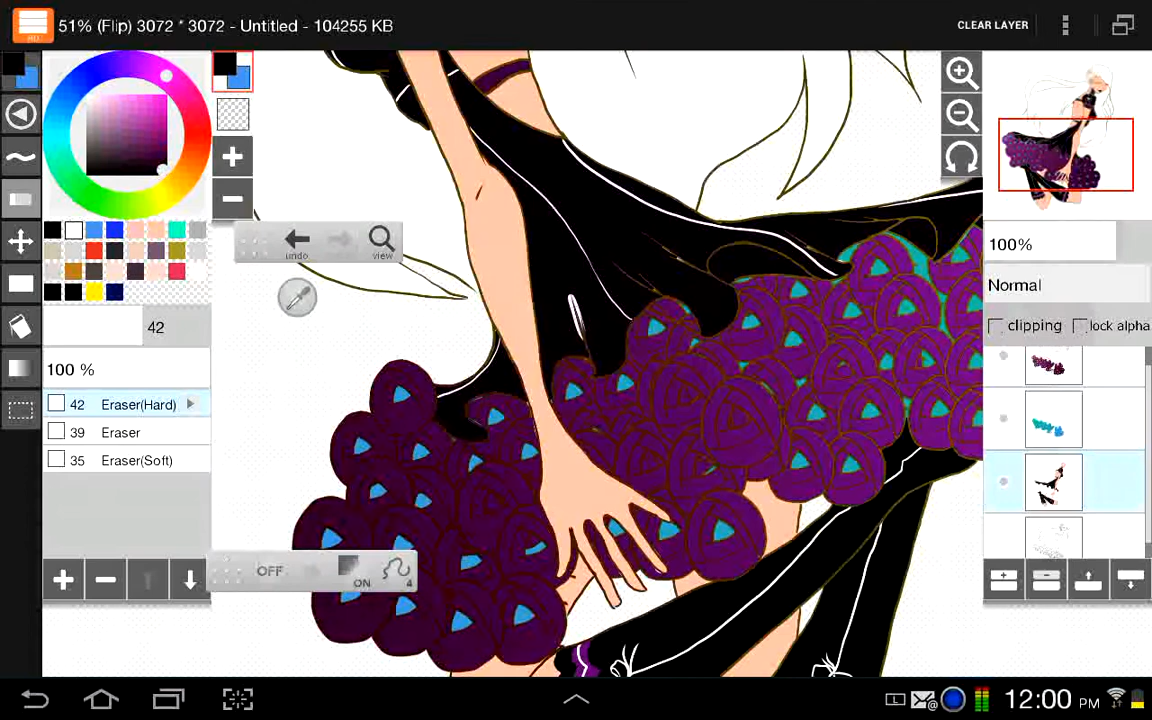 51% (Flip) 3072 * 3072 - Untitled - 104255 KB
CLEAR LAYER
HD
undo
view
42
100 %
42 Eraser(Hard)
39 Eraser
35 Eraser(Soft)
OFF
ON
4
100%
Normal
clipping
lock alpha
L
12:00 PM